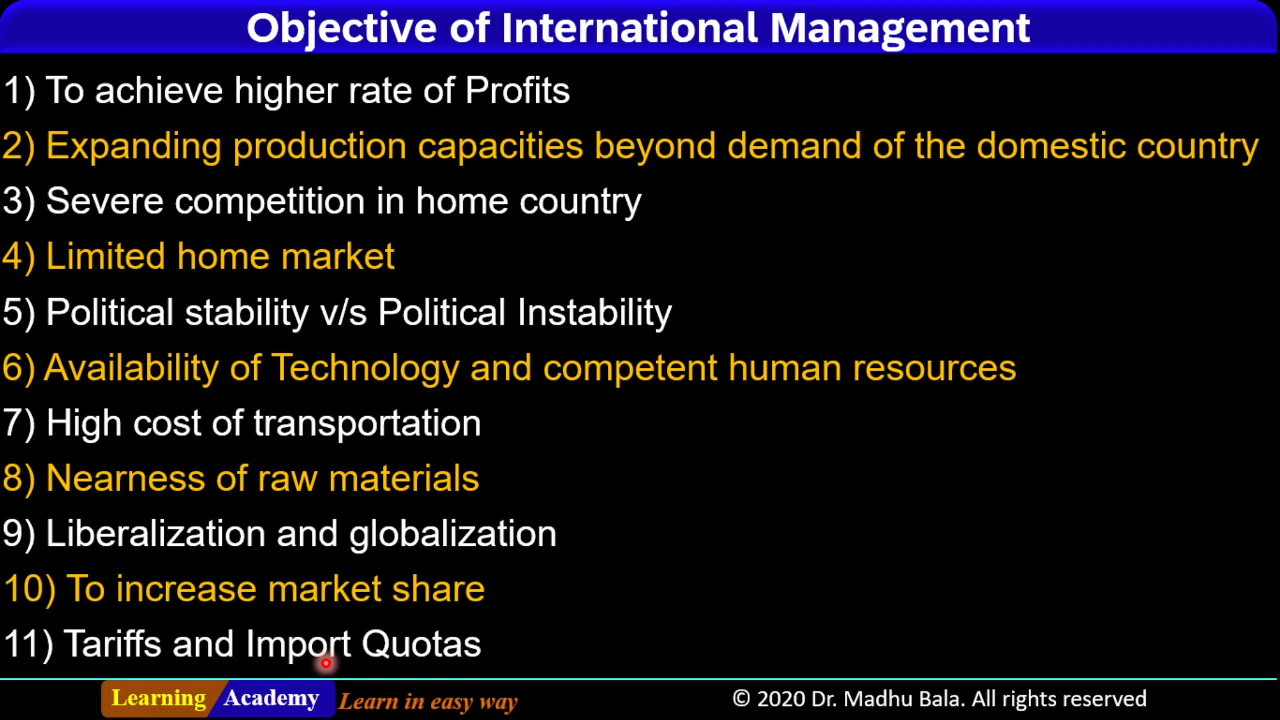 Objective of International Management
1) To achieve higher rate of Profits
2) Expanding production capacities beyond demand of the domestic country
3) Severe competition in home country
4) Limited home market
5) Political stability v/s Political Instability
6) Availability of Technology and competent human resources
7) High cost of transportation
8) Nearness of raw materials
9) Liberalization and globalization
10) To increase market share
11) Tariffs and Import Quotas
Learning Academy Learn in easy way © 2020 Dr. Madhu Bala. All rights reserved